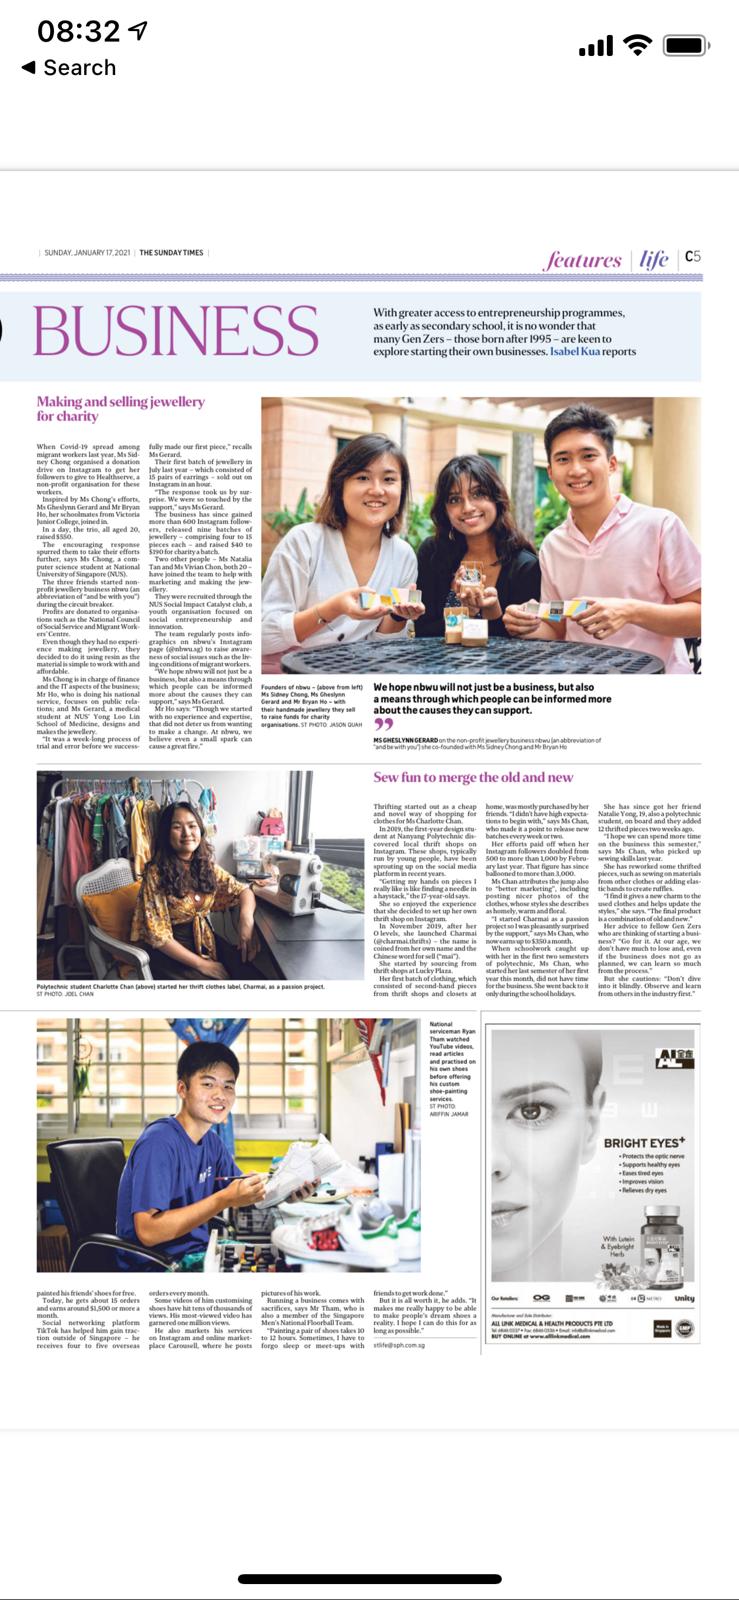 08:32
Search
SUNDAY, JANUARY 17, 2021 | THE SUNDAY TIMES |
features | life | C5
BUSINESS
With greater access to entrepreneurship programmes,
as early as secondary school, it is no wonder that
many Gen Zers – those born after 1995 – are keen to
explore starting their own businesses. Isabel Kua reports
Making and selling jewellery
for charity
When Covid-19 spread among
migrant workers last year, Ms Sid-
ney Chong organised a donation
drive on Instagram to get her
followers to give to Healthserve, a
non-profit organisation for these
workers.
Inspired by Ms Chong's efforts,
Ms Gheslynn Gerard and Mr Bryan
Ho, her schoolmates from Victoria
Junior College, joined in.
In a day, the trio, all aged 20,
raised $550.
The encouraging response
spurred them to take their efforts
further, says Ms Chong, a com-
puter science student at National
University of Singapore (NUS).
The three friends started non-
profit jewellery business nbwu (an
abbreviation of "and be with you")
during the circuit breaker.
Profits are donated to organisa-
tions such as the National Council
of Social Service and Migrant Work-
ers' Centre.
Even though they had no experi-
ence making jewellery, they
decided to do it using resin as the
material is simple to work with and
affordable.
Ms Chong is in charge of finance
and the IT aspects of the business;
Mr Ho, who is doing his national
service, focuses on public rela-
tions; and Ms Gerard, a medical
student at NUS' Yong Loo Lin
School of Medicine, designs and
makes the jewellery.
"It was a week-long process of
trial and error before we success-
fully made our first piece," recalls
Ms Gerard.
Their first batch of jewellery in
July last year – which consisted of
15 pairs of earrings – sold out on
Instagram in an hour.
"The response took us by sur-
prise. We were so touched by the
support," says Ms Gerard.
The business has since gained
more than 600 Instagram follow-
ers, released nine batches of
jewellery – comprising four to 15
pieces each – and raised $40 to
$190 for charity a batch.
Two other people – Ms Natalia
Tan and Ms Vivian Chon, both 20 –
have joined the team to help with
marketing and making the jew-
ellery.
They were recruited through the
NUS Social Impact Catalyst club, a
youth organisation focused on
social entrepreneurship and
innovation.
The team regularly posts info-
graphics on nbwu's Instagram
page (@nbwu.sg) to raise aware-
ness of social issues such as the liv-
ing conditions of migrant workers.
"We hope nbwu will not just be a
business, but also a means through
which people can be informed
more about the causes they can
support," says Ms Gerard.
Mr Ho says: "Though we started
with no experience and expertise,
that did not deter us from wanting
to make a change. At nbwu, we
believe even a small spark can
cause a great fire."
Founders of nbwu – (above from left)
Ms Sidney Chong, Ms Gheslynn
Gerard and Mr Bryan Ho – with
their handmade jewellery they sell
to raise funds for charity
organisations. ST PHOTO: JASON QUAH
We hope nbwu will not just be a business, but also
a means through which people can be informed more
about the causes they can support.
”
MS GHESLYNN GERARD on the non-profit jewellery business nbwu (an abbreviation of
"and be with you") she co-founded with Ms Sidney Chong and Mr Bryan Ho
Sew fun to merge the old and new
Thrifting started out as a cheap
and novel way of shopping for
clothes for Ms Charlotte Chan.
In 2019, the first-year design stu-
dent at Nanyang Polytechnic dis-
covered local thrift shops on
Instagram. These shops, typically
run by young people, have been
sprouting up on the social media
platform in recent years.
"Getting my hands on pieces I
really like is like finding a needle in
a haystack," the 17-year-old says.
She so enjoyed the experience
that she decided to set up her own
thrift shop on Instagram.
In November 2019, after her
O levels, she launched Charmai
(@charmai.thrifts) – the name is
coined from her own name and the
Chinese word for sell ("mai").
She started by sourcing from
thrift shops at Lucky Plaza.
Her first batch of clothing, which
consisted of second-hand pieces
from thrift shops and closets at
home, was mostly purchased by her
friends. "I didn't have high expecta-
tions to begin with," says Ms Chan,
who made it a point to release new
batches every week or two.
Her efforts paid off when her
Instagram followers doubled from
500 to more than 1,000 by Febru-
ary last year. That figure has since
ballooned to more than 3,000.
Ms Chan attributes the jump also
to "better marketing", including
posting nicer photos of the
clothes, whose styles she describes
as homely, warm and floral.
"I started Charmai as a passion
project so I was pleasantly surprised
by the support," says Ms Chan, who
now earns up to $350 a month.
When schoolwork caught up
with her in the first two semesters
of polytechnic, Ms Chan, who
started her last semester of her first
year this month, did not have time
for the business. She went back to it
only during the school holidays.
She has since got her friend
Natalie Yong, 19, also a polytechnic
student, on board and they added
12 thrifted pieces two weeks ago.
"I hope we can spend more time
on the business this semester,"
says Ms Chan, who picked up
sewing skills last year.
She has reworked some thrifted
pieces, such as sewing on materials
from other clothes or adding elas-
tic bands to create ruffles.
"I find it gives a new charm to the
used clothes and helps update the
styles," she says. "The final product
is a combination of old and new."
Her advice to fellow Gen Zers
who are thinking of starting a busi-
ness? "Go for it. At our age, we
don't have much to lose and, even
if the business does not go as
planned, we can learn so much
from the process."
But she cautions: "Don't dive
into it blindly. Observe and learn
from others in the industry first."
Polytechnic student Charlotte Chan (above) started her thrift clothes label, Charmai, as a passion project.
ST PHOTO: JOEL CHAN
National
serviceman Ryan
Tham watched
YouTube videos,
read articles
and practised on
his own shoes
before offering
his custom
shoe-painting
services.
ST PHOTO:
ARIFFIN JAMAR
painted his friends' shoes for free.
Today, he gets about 15 orders
and earns around $1,500 or more a
month.
Social networking platform
TikTok has helped him gain trac-
tion outside of Singapore – he
receives four to five overseas
orders every month.
Some videos of him customising
shoes have hit tens of thousands of
views. His most-viewed video has
garnered one million views.
He also markets his services
on Instagram and online market-
place Carousell, where he posts
pictures of his work.
Running a business comes with
sacrifices, says Mr Tham, who is
also a member of the Singapore
Men's National Floorball Team.
"Painting a pair of shoes takes 10
to 12 hours. Sometimes, I have to
forgo sleep or meet-ups with
friends to get work done."
But it is all worth it, he adds. "It
makes me really happy to be able
to make people's dream shoes a
reality. I hope I can do this for as
long as possible."
stlife@sph.com.sg
BRIGHT EYES+
• Protects the optic nerve
• Supports healthy eyes
• Eases tired eyes
• Improves vision
• Relieves dry eyes
With Lutein
& Eyebright
Herb
Our Retailers:
OG
METRO
Unity
Manufacturer and Sole Distributor:
ALL LINK MEDICAL & HEALTH PRODUCTS PTE LTD
BUY ONLINE at www.alllinkmedical.com